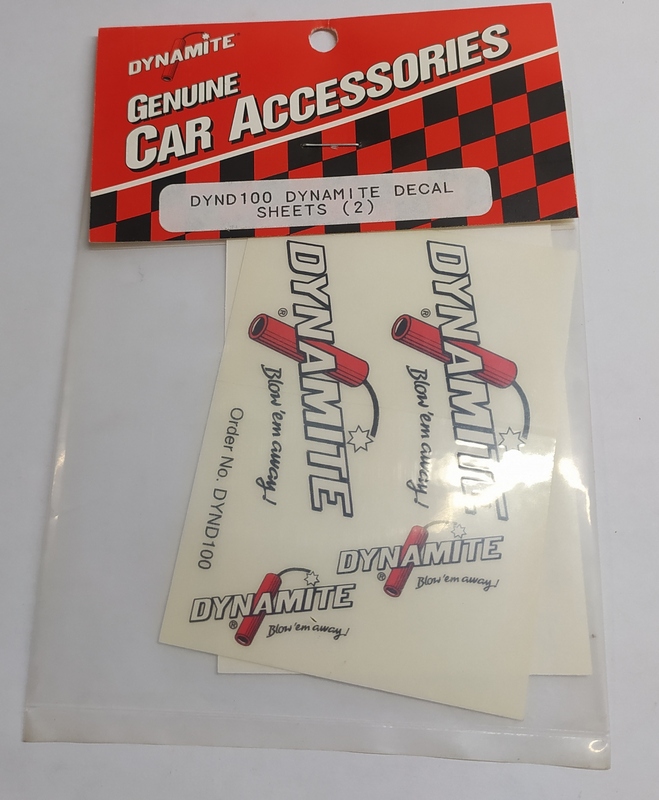 DYNAMITE
GENUINE
CAR ACCESSORIES
DYND100 DYNAMITE DECAL
SHEETS (2)
DYNAMITE
®
Blow 'em away!
DYNAMITE
®
Blow 'em away!
Order No. DYND100
DYNAMITE
®
Blow 'em away!
DYNAMITE
®
Blow 'em away!